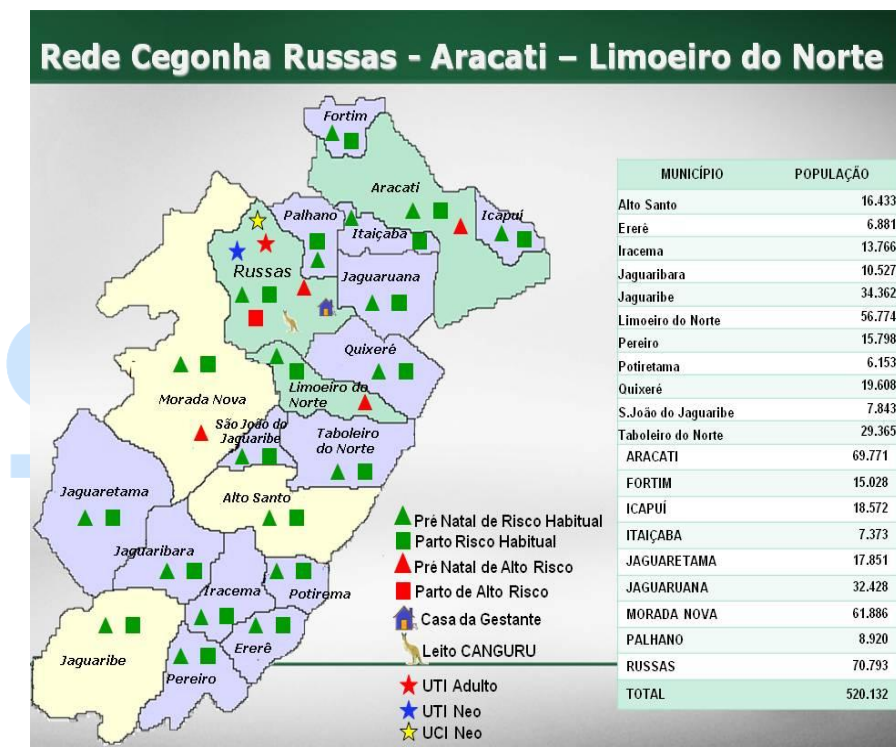 Rede Cegonha Russas - Aracati – Limoeiro do Norte
Fortim
Aracati
Palhano
Icapuí
Itaiçaba
Russas
Jaguaruana
Quixeré
Limoeiro do
Norte
Morada Nova
São João do
Jaguaribe
Taboleiro
do Norte
Jaguaretama
Alto Santo
Jaguaribara
Iracema
Potirema
Ererê
Jaguaribe
Pereiro
Pré Natal de Risco Habitual
Parto Risco Habitual
Pré Natal de Alto Risco
Parto de Alto Risco
Casa da Gestante
Leito CANGURU
UTI Adulto
UTI Neo
UCI Neo
MUNICÍPIO POPULAÇÃO
Alto Santo 16.433
Ererê 6.881
Iracema 13.766
Jaguaribara 10.527
Jaguaribe 34.362
Limoeiro do Norte 56.774
Pereiro 15.798
Potiretama 6.153
Quixeré 19.608
S.João do Jaguaribe 7.843
Taboleiro do Norte 29.365
ARACATI 69.771
FORTIM 15.028
ICAPUÍ 18.572
ITAIÇABA 7.373
JAGUARETAMA 17.851
JAGUARUANA 32.428
MORADA NOVA 61.886
PALHANO 8.920
RUSSAS 70.793
TOTAL 520.132